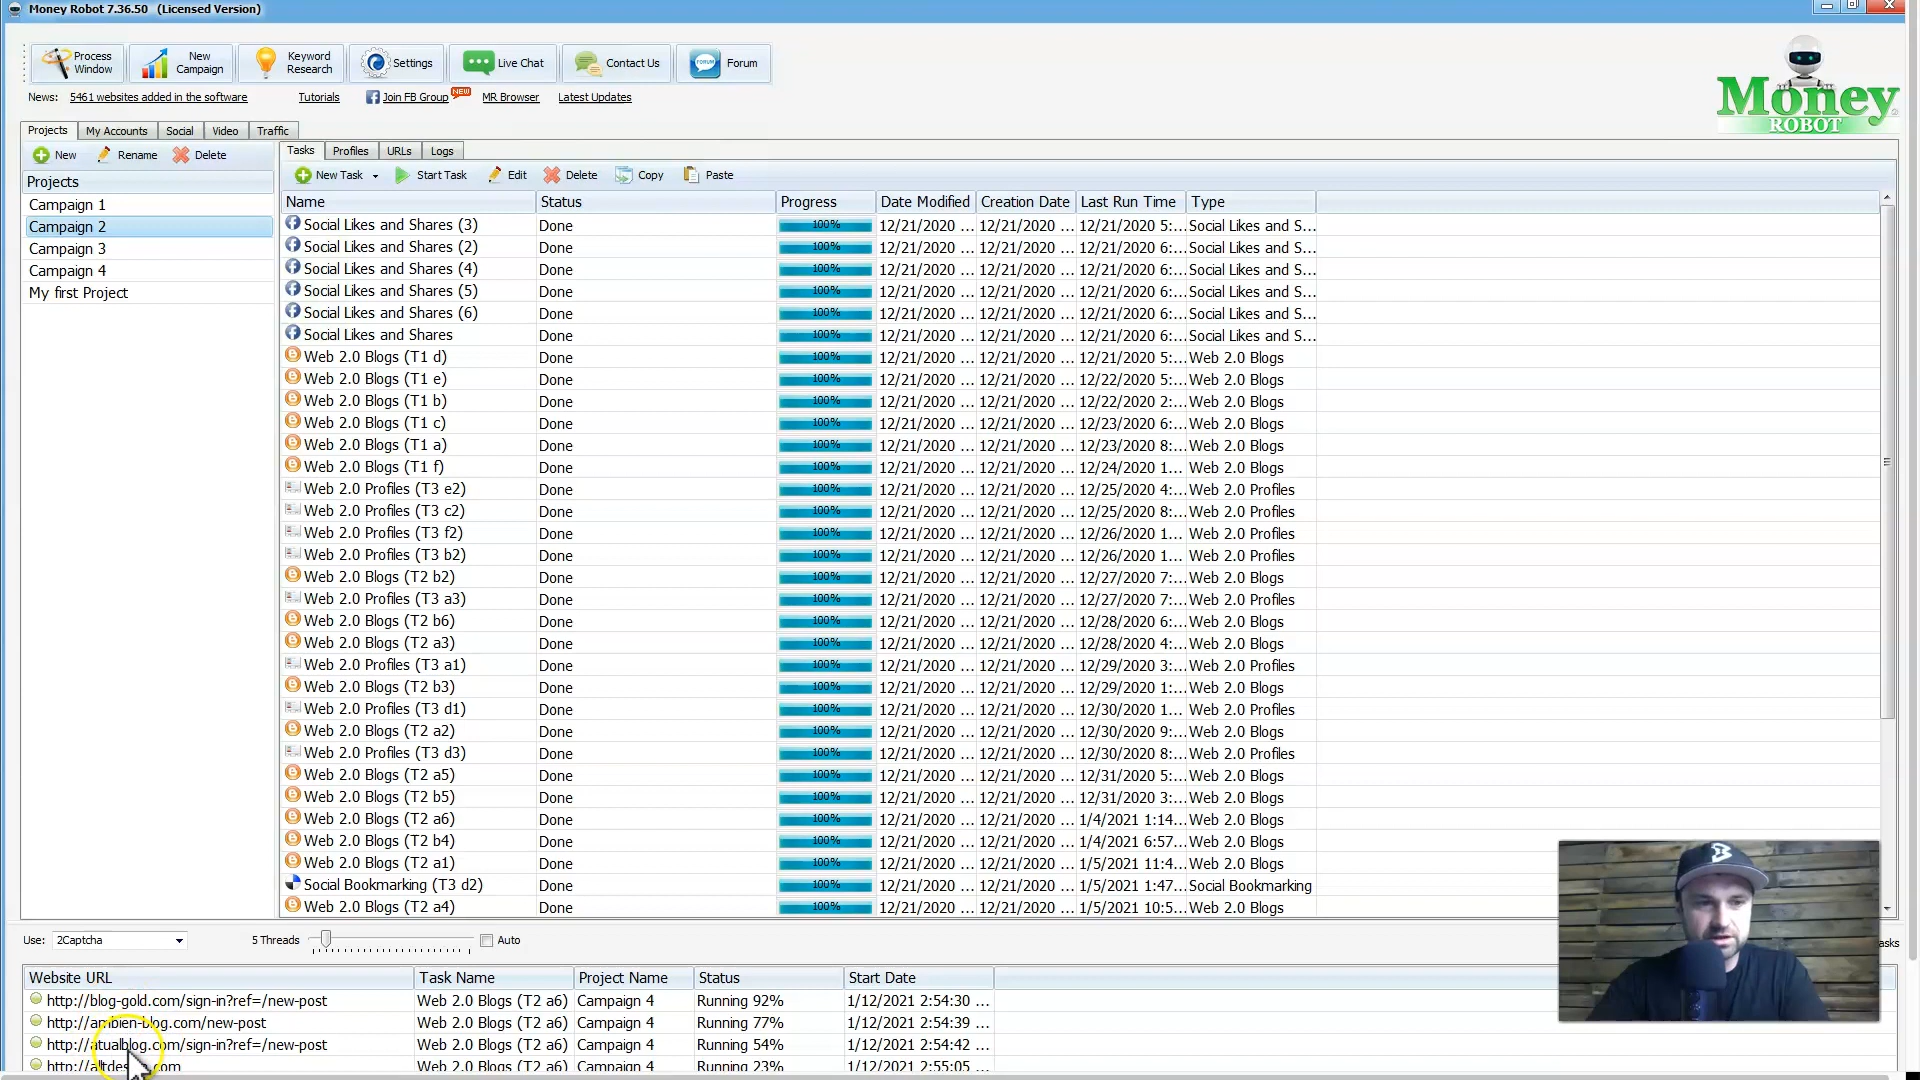 Money Robot 7.36.50 (Licensed Version)
Process Window New Campaign Keyword Research Settings Live Chat Contact Us Forum
News: 5461 websites added in the software Tutorials Join FB Group NEW MR Browser Latest Updates
Money ROBOT
Projects My Accounts Social Video Traffic
New Rename Delete
Projects
Campaign 1
Campaign 2
Campaign 3
Campaign 4
My first Project
Tasks Profiles URLs Logs
New Task Start Task Edit Delete Copy Paste
Name Status Progress Date Modified Creation Date Last Run Time Type
Social Likes and Shares (3) Done 100% 12/21/2020 ... 12/21/2020 ... 12/21/2020 5:... Social Likes and S...
Social Likes and Shares (2) Done 100% 12/21/2020 ... 12/21/2020 ... 12/21/2020 6:... Social Likes and S...
Social Likes and Shares (4) Done 100% 12/21/2020 ... 12/21/2020 ... 12/21/2020 6:... Social Likes and S...
Social Likes and Shares (5) Done 100% 12/21/2020 ... 12/21/2020 ... 12/21/2020 6:... Social Likes and S...
Social Likes and Shares (6) Done 100% 12/21/2020 ... 12/21/2020 ... 12/21/2020 6:... Social Likes and S...
Social Likes and Shares Done 100% 12/21/2020 ... 12/21/2020 ... 12/21/2020 6:... Social Likes and S...
Web 2.0 Blogs (T1 d) Done 100% 12/21/2020 ... 12/21/2020 ... 12/21/2020 5:... Web 2.0 Blogs
Web 2.0 Blogs (T1 e) Done 100% 12/21/2020 ... 12/21/2020 ... 12/22/2020 5:... Web 2.0 Blogs
Web 2.0 Blogs (T1 b) Done 100% 12/21/2020 ... 12/21/2020 ... 12/22/2020 2:... Web 2.0 Blogs
Web 2.0 Blogs (T1 c) Done 100% 12/21/2020 ... 12/21/2020 ... 12/23/2020 6:... Web 2.0 Blogs
Web 2.0 Blogs (T1 a) Done 100% 12/21/2020 ... 12/21/2020 ... 12/23/2020 8:... Web 2.0 Blogs
Web 2.0 Blogs (T1 f) Done 100% 12/21/2020 ... 12/21/2020 ... 12/24/2020 1... Web 2.0 Blogs
Web 2.0 Profiles (T3 e2) Done 100% 12/21/2020 ... 12/21/2020 ... 12/25/2020 4:... Web 2.0 Profiles
Web 2.0 Profiles (T3 c2) Done 100% 12/21/2020 ... 12/21/2020 ... 12/25/2020 8:... Web 2.0 Profiles
Web 2.0 Profiles (T3 f2) Done 100% 12/21/2020 ... 12/21/2020 ... 12/26/2020 1... Web 2.0 Profiles
Web 2.0 Profiles (T3 b2) Done 100% 12/21/2020 ... 12/21/2020 ... 12/26/2020 1... Web 2.0 Profiles
Web 2.0 Blogs (T2 b2) Done 100% 12/21/2020 ... 12/21/2020 ... 12/27/2020 7:... Web 2.0 Blogs
Web 2.0 Profiles (T3 a3) Done 100% 12/21/2020 ... 12/21/2020 ... 12/27/2020 7:... Web 2.0 Profiles
Web 2.0 Blogs (T2 b6) Done 100% 12/21/2020 ... 12/21/2020 ... 12/28/2020 6:... Web 2.0 Blogs
Web 2.0 Blogs (T2 a3) Done 100% 12/21/2020 ... 12/21/2020 ... 12/28/2020 4:... Web 2.0 Blogs
Web 2.0 Profiles (T3 a1) Done 100% 12/21/2020 ... 12/21/2020 ... 12/29/2020 3:... Web 2.0 Profiles
Web 2.0 Blogs (T2 b3) Done 100% 12/21/2020 ... 12/21/2020 ... 12/29/2020 1:... Web 2.0 Blogs
Web 2.0 Profiles (T3 d1) Done 100% 12/21/2020 ... 12/21/2020 ... 12/30/2020 1... Web 2.0 Profiles
Web 2.0 Blogs (T2 a2) Done 100% 12/21/2020 ... 12/21/2020 ... 12/30/2020 9:... Web 2.0 Blogs
Web 2.0 Profiles (T3 d3) Done 100% 12/21/2020 ... 12/21/2020 ... 12/30/2020 8:... Web 2.0 Profiles
Web 2.0 Blogs (T2 a5) Done 100% 12/21/2020 ... 12/21/2020 ... 12/31/2020 5:... Web 2.0 Blogs
Web 2.0 Blogs (T2 b5) Done 100% 12/21/2020 ... 12/21/2020 ... 12/31/2020 3:... Web 2.0 Blogs
Web 2.0 Blogs (T2 a6) Done 100% 12/21/2020 ... 12/21/2020 ... 1/4/2021 1:14... Web 2.0 Blogs
Web 2.0 Blogs (T2 b4) Done 100% 12/21/2020 ... 12/21/2020 ... 1/4/2021 6:57... Web 2.0 Blogs
Web 2.0 Blogs (T2 a1) Done 100% 12/21/2020 ... 12/21/2020 ... 1/5/2021 11:4... Web 2.0 Blogs
Social Bookmarking (T3 d2) Done 100% 12/21/2020 ... 12/21/2020 ... 1/5/2021 1:47... Social Bookmarking
Web 2.0 Blogs (T2 a4) Done 100% 12/21/2020 ... 12/21/2020 ... 1/5/2021 10:5... Web 2.0 Blogs
Use: 2Captcha 5 Threads Auto asks
Website URL Task Name Project Name Status Start Date
http://blog-gold.com/sign-in?ref=/new-post Web 2.0 Blogs (T2 a6) Campaign 4 Running 92% 1/12/2021 2:54:30 ...
http://ambien-blog.com/new-post Web 2.0 Blogs (T2 a6) Campaign 4 Running 77% 1/12/2021 2:54:39 ...
http://atualblog.com/sign-in?ref=/new-post Web 2.0 Blogs (T2 a6) Campaign 4 Running 54% 1/12/2021 2:54:42 ...
Web 2.0 Blogs (T2 a6) Campaign 4 Running 23% 1/12/2021 2:55:05 ...